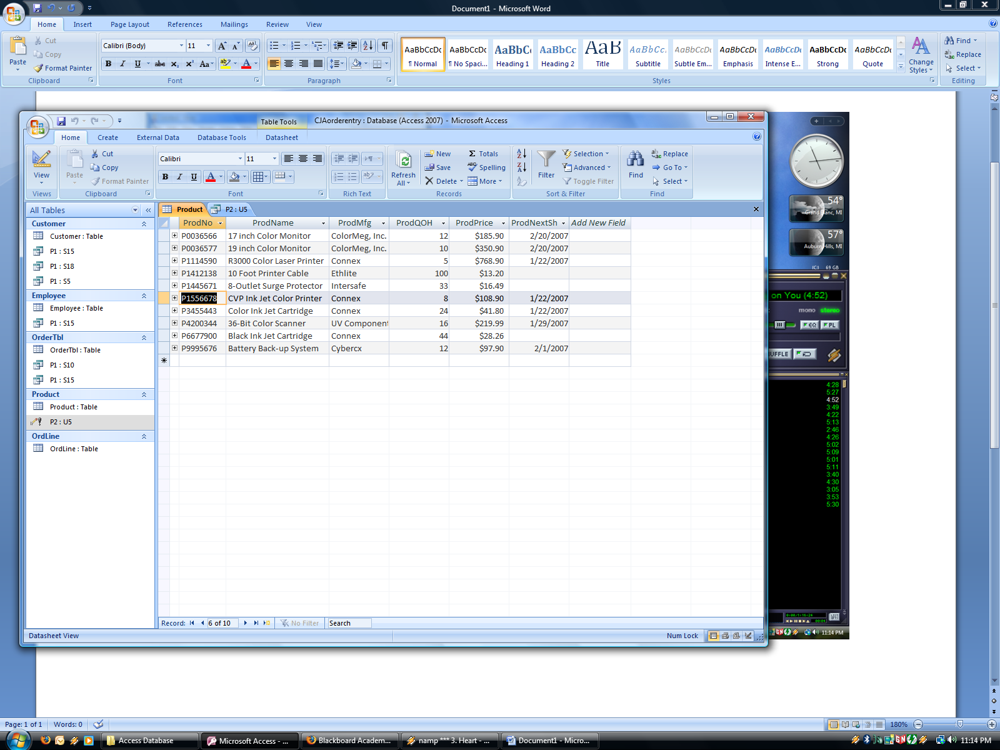 Document1 - Microsoft Word
Home Insert Page Layout References Mailings Review View
Paste Cut Copy Format Painter
Calibri (Body) 11
AaBbCcDc AaBbCcDc AaBbC AaBbCc AaB AaBbCc. AaBbCcDc AaBbCcDc AaBbCcDc AaBbCcDc AaBbCcDc
¶ Normal ¶ No Spaci... Heading 1 Heading 2 Title Subtitle Subtle Em... Emphasis Intense E... Strong Quote
Change Styles
Find Replace Select
Clipboard Font Paragraph Styles Editing
Table Tools CJAorderentry : Database (Access 2007) - Microsoft Access
Home Create External Data Database Tools Datasheet
View Paste Cut Copy Format Painter
Calibri 11
Refresh All New Save Delete Totals Spelling More
Filter Selection Advanced Toggle Filter
Find Replace Go To Select
Views Clipboard Font Rich Text Records Sort & Filter Find
All Tables
Customer
Customer : Table
P1 : S15
P1 : S18
P1 : S5
Employee
Employee : Table
P1 : S15
OrderTbl
OrderTbl : Table
P1 : S10
P1 : S15
Product
Product : Table
P2 : U5
OrdLine
OrdLine : Table
Product P2 : U5
ProdNo ProdName ProdMfg ProdQOH ProdPrice ProdNextSh Add New Field
P0036566 17 inch Color Monitor ColorMeg, Inc. 12 $185.90 2/20/2007
P0036577 19 inch Color Monitor ColorMeg, Inc. 10 $350.90 2/20/2007
P1114590 R3000 Color Laser Printer Connex 5 $768.90 1/22/2007
P1412138 10 Foot Printer Cable Ethlite 100 $13.20
P1445671 8-Outlet Surge Protector Intersafe 33 $16.49
P1556678 CVP Ink Jet Color Printer Connex 8 $108.90 1/22/2007
P3455443 Color Ink Jet Cartridge Connex 24 $41.80 1/22/2007
P4200344 36-Bit Color Scanner UV Component 16 $219.99 1/29/2007
P6677900 Black Ink Jet Cartridge Connex 44 $28.26
P9995676 Battery Back-up System Cybercx 12 $97.90 2/1/2007
Record: 6 of 10 No Filter Search
Datasheet View Num Lock
54°
Grand Blanc, MI
57°
Auburn Hills, MI
69 GB
on You (4:52)
mono stereo
EQ PL
UFFLE
4:28
5:27
4:52
3:49
4:22
5:13
2:46
4:26
5:02
5:09
5:01
5:11
3:40
4:30
3:05
3:53
5:30
11:14 PM
Page: 1 of 1 Words: 0 180%
Access Database Microsoft Access - ... Blackboard Academ... namp *** 3. Heart - ... Document1 - Micro... 11:14 PM